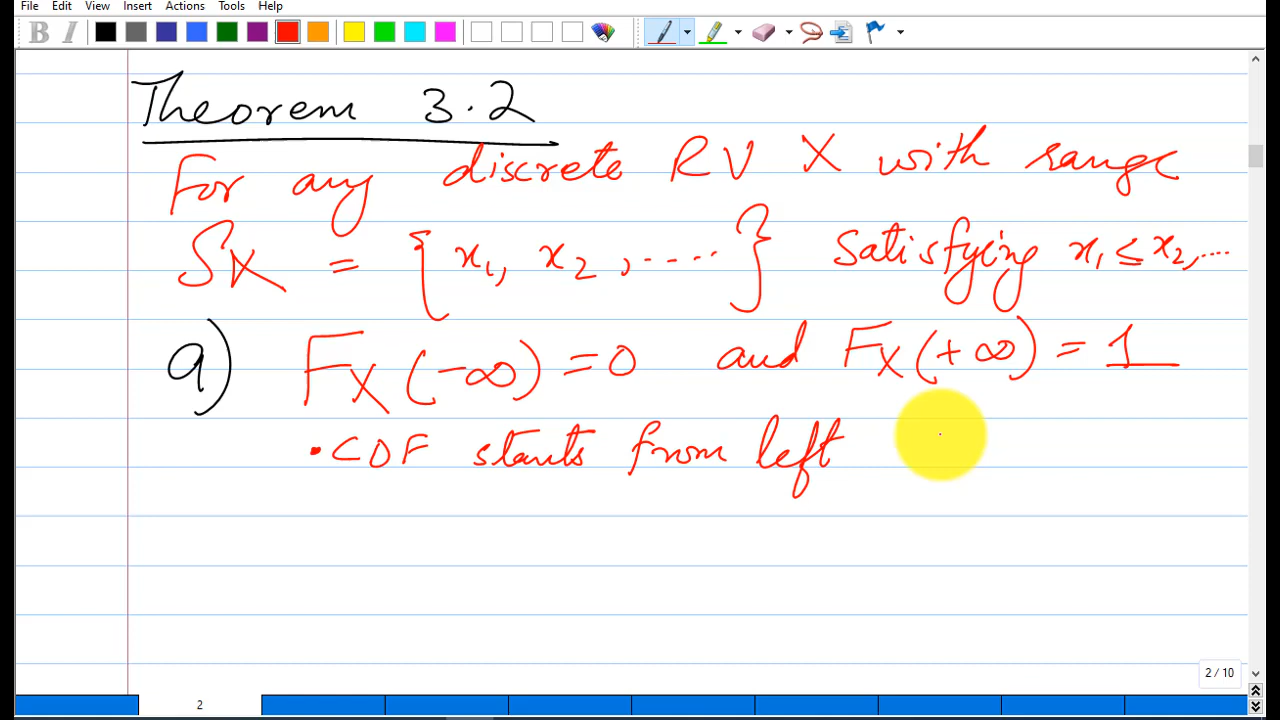 File Edit View Insert Actions Tools Help
B I
Theorem 3.2
For any discrete RV X with range
Sx = { x1, x2, ..... } satisfying x1 ≤ x2, ...
a) Fx(-∞) = 0 and Fx(+∞) = 1
• CDF starts from left
2 / 10
2